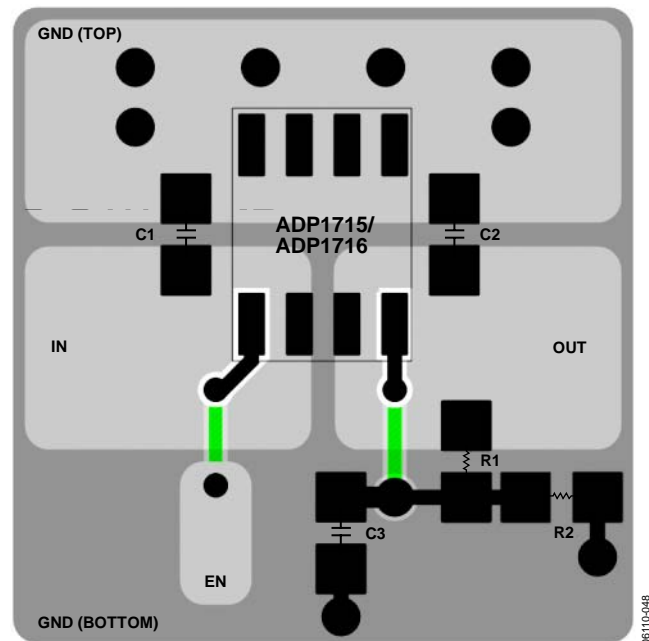 GND (TOP)
C1
ADP1715/
ADP1716
C2
IN
OUT
R1
C3
R2
EN
GND (BOTTOM)
06110-048